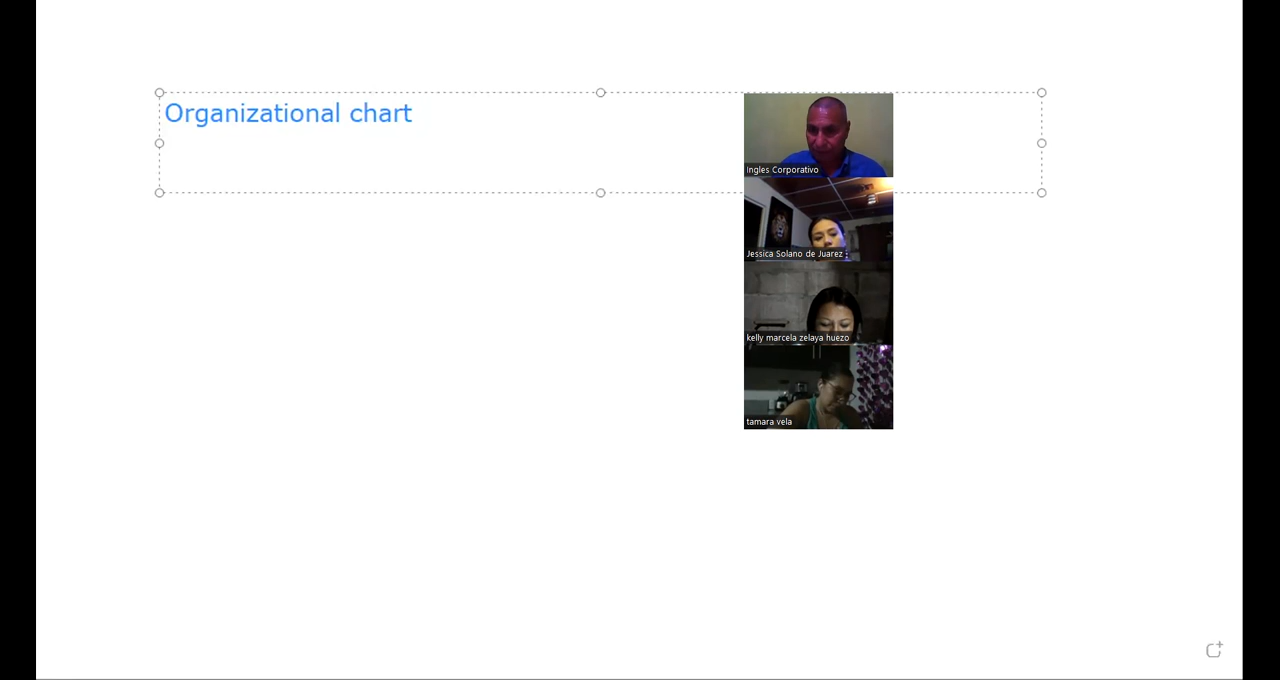 Organizational chart
Ingles Corporativo
Jessica Solano de Juarez
kelly marcela zelaya huezo
tamara vela